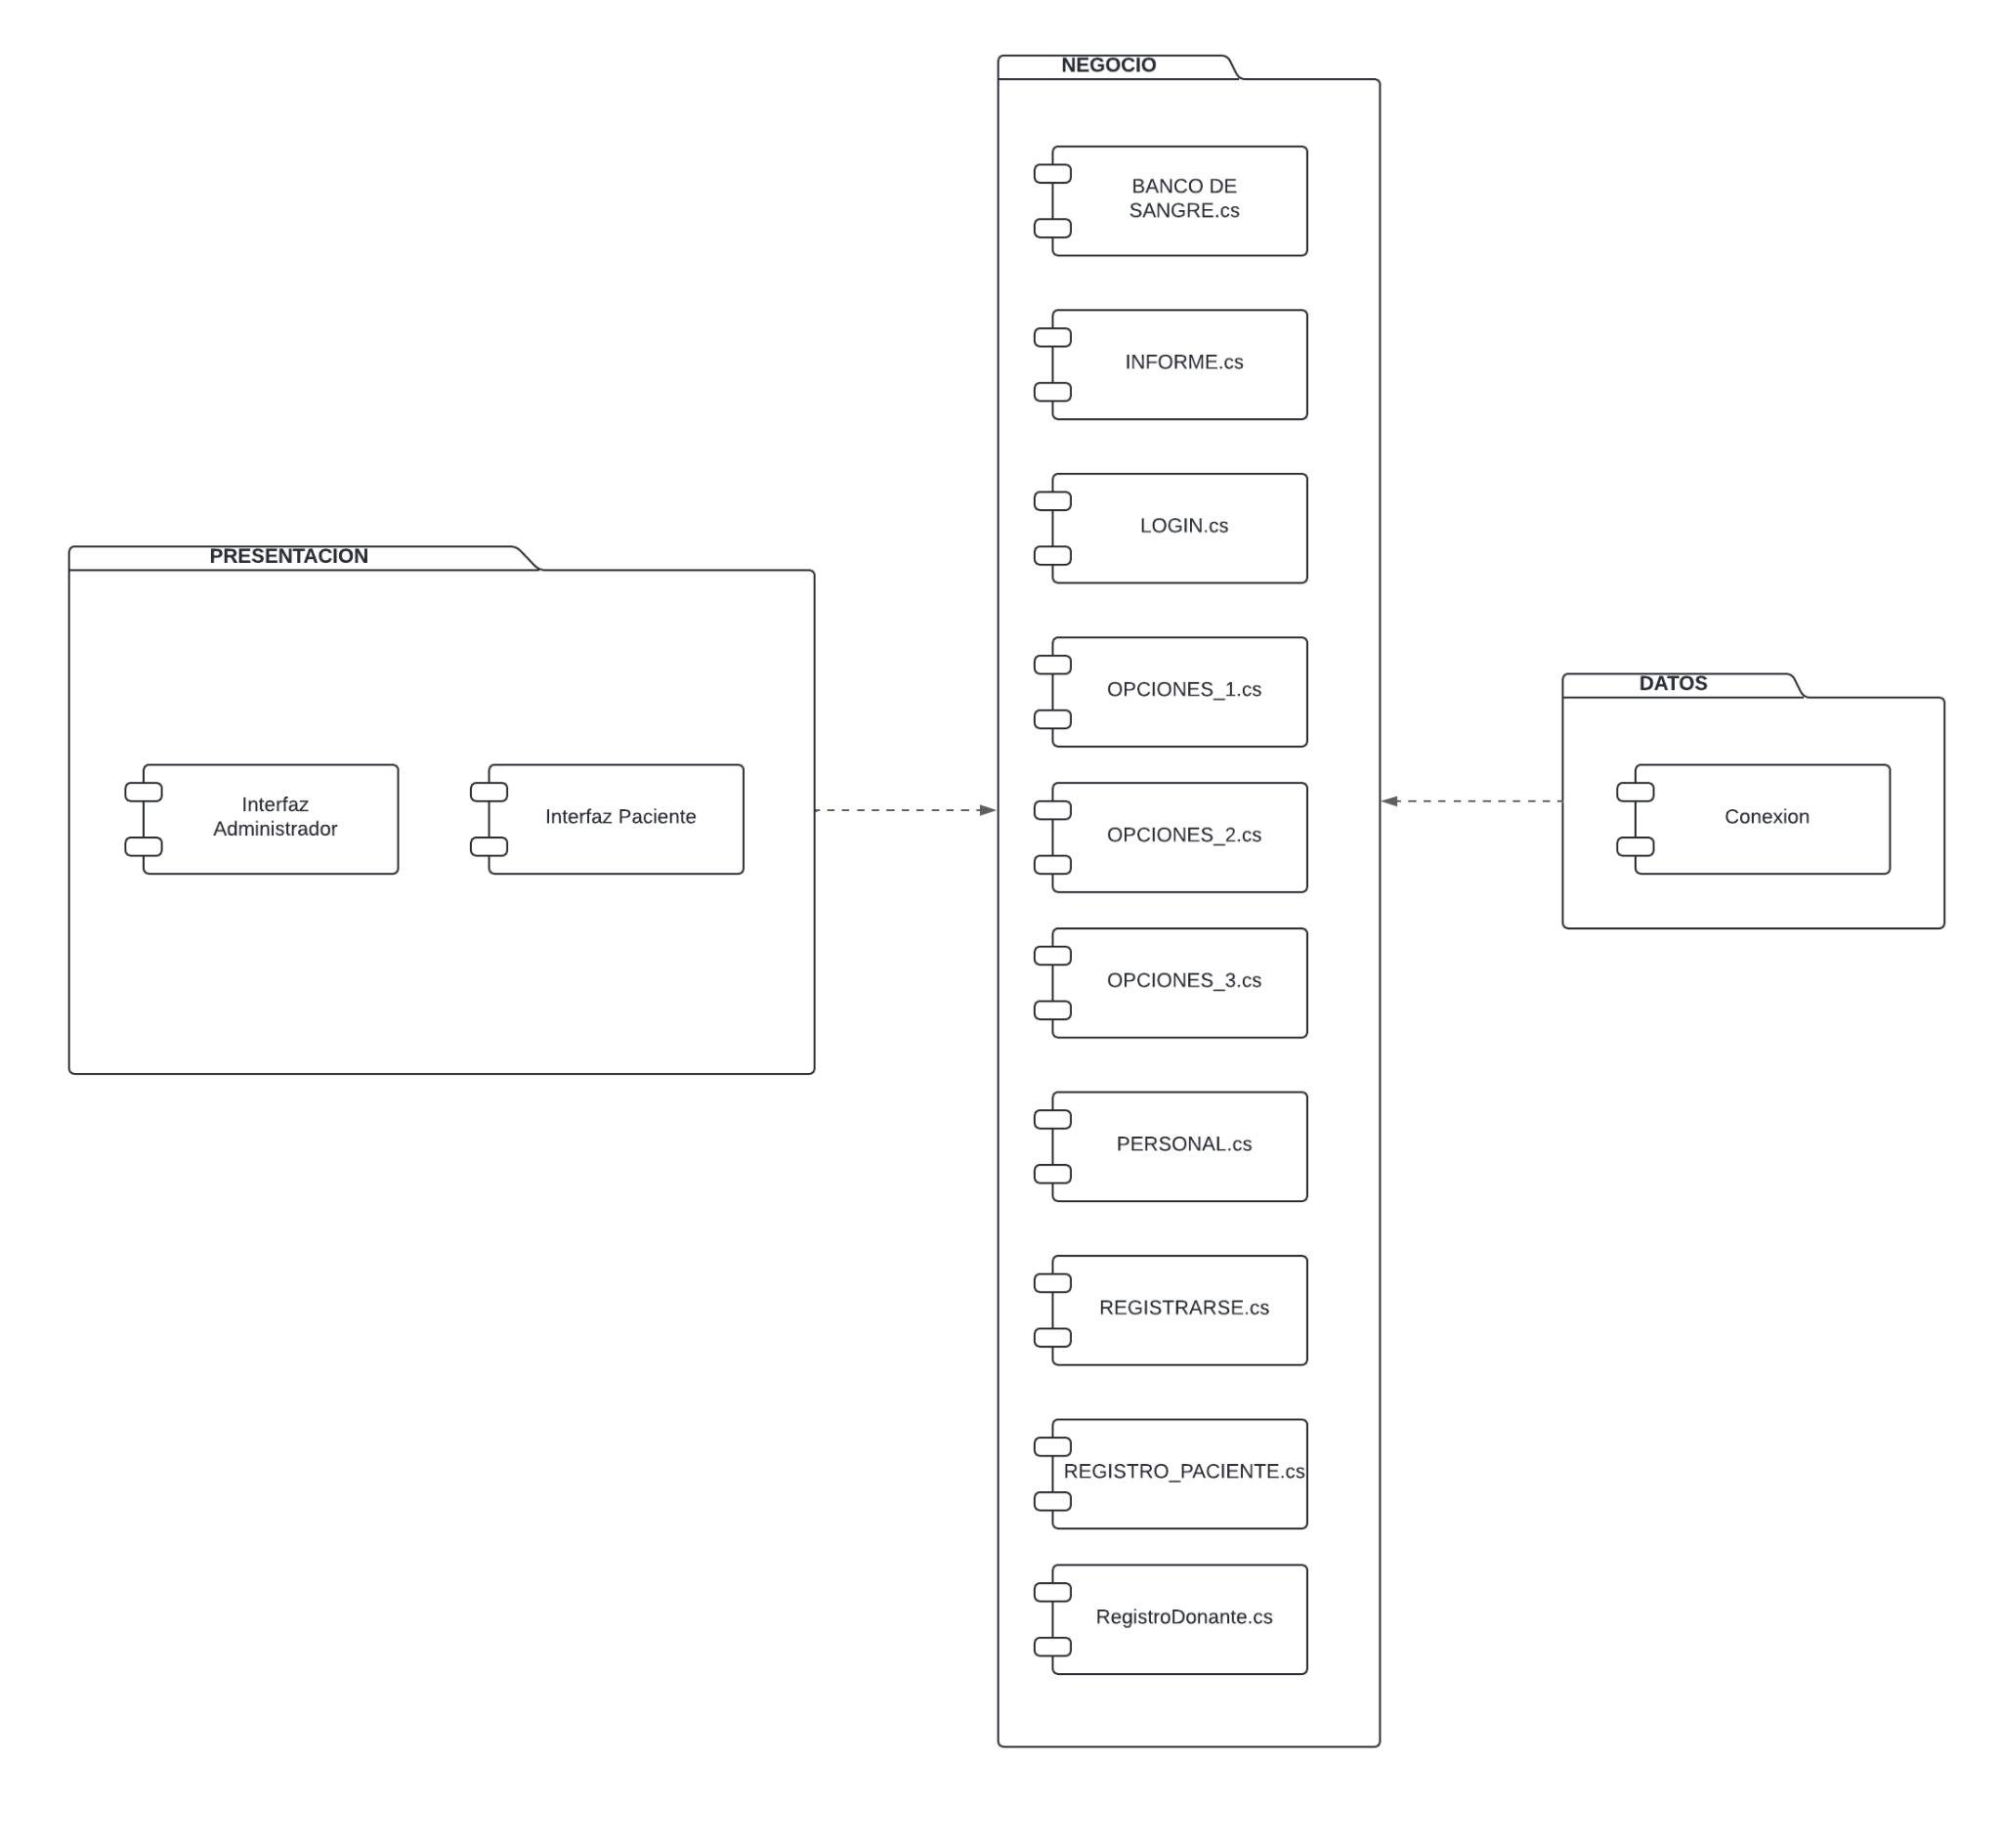 NEGOCIO
BANCO DE
SANGRE.cs
INFORME.cs
LOGIN.cs
PRESENTACION
OPCIONES_1.cs
DATOS
Interfaz
Administrador
Interfaz Paciente
OPCIONES_2.cs
Conexion
OPCIONES_3.cs
PERSONAL.cs
REGISTRARSE.cs
REGISTRO_PACIENTE.cs
RegistroDonante.cs